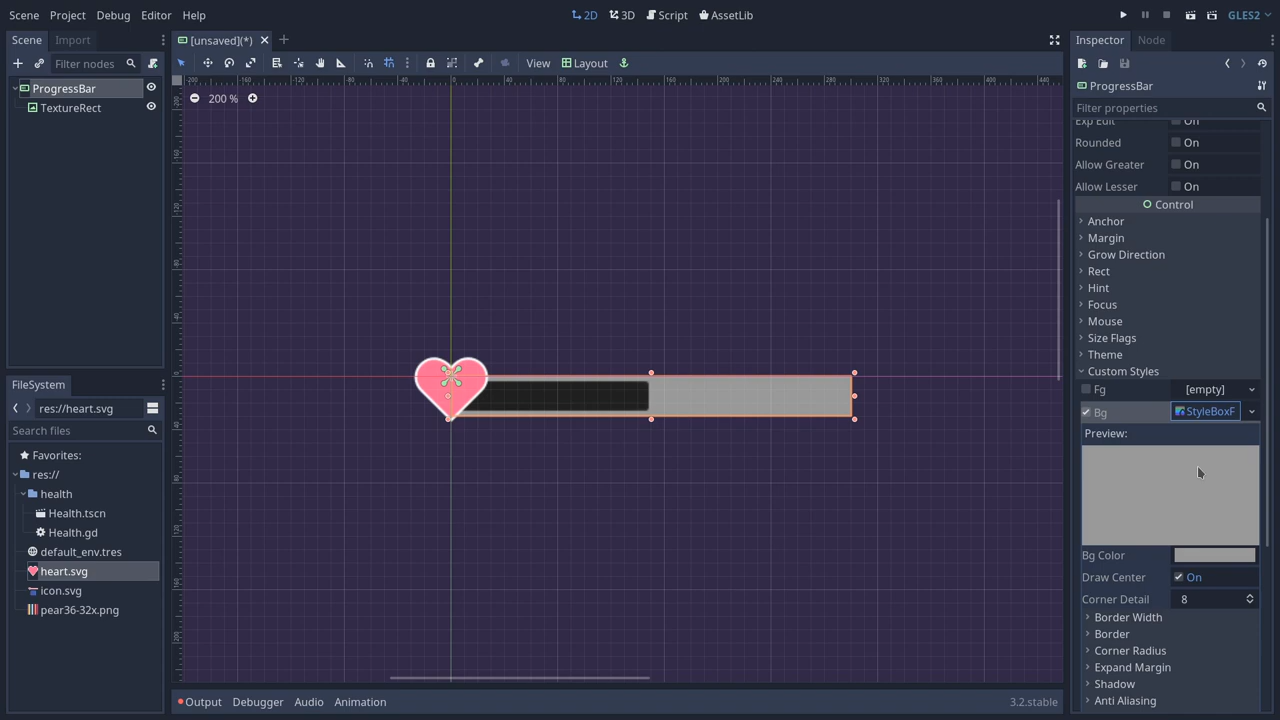 Scene Project Debug Editor Help 2D 3D Script AssetLib GLES2
Scene Import
Filter nodes
ProgressBar
TextureRect
FileSystem
res://heart.svg
Search files
Favorites:
res://
health
Health.tscn
Health.gd
default_env.tres
heart.svg
icon.svg
pear36-32x.png
[unsaved](*)
View Layout
200 %
Output Debugger Audio Animation 3.2.stable
Inspector Node
ProgressBar
Filter properties
Exp Edit On
Rounded On
Allow Greater On
Allow Lesser On
Control
Anchor
Margin
Grow Direction
Rect
Hint
Focus
Mouse
Size Flags
Theme
Custom Styles
Fg [empty]
Bg StyleBoxF
Preview:
Bg Color
Draw Center On
Corner Detail 8
Border Width
Border
Corner Radius
Expand Margin
Shadow
Anti Aliasing